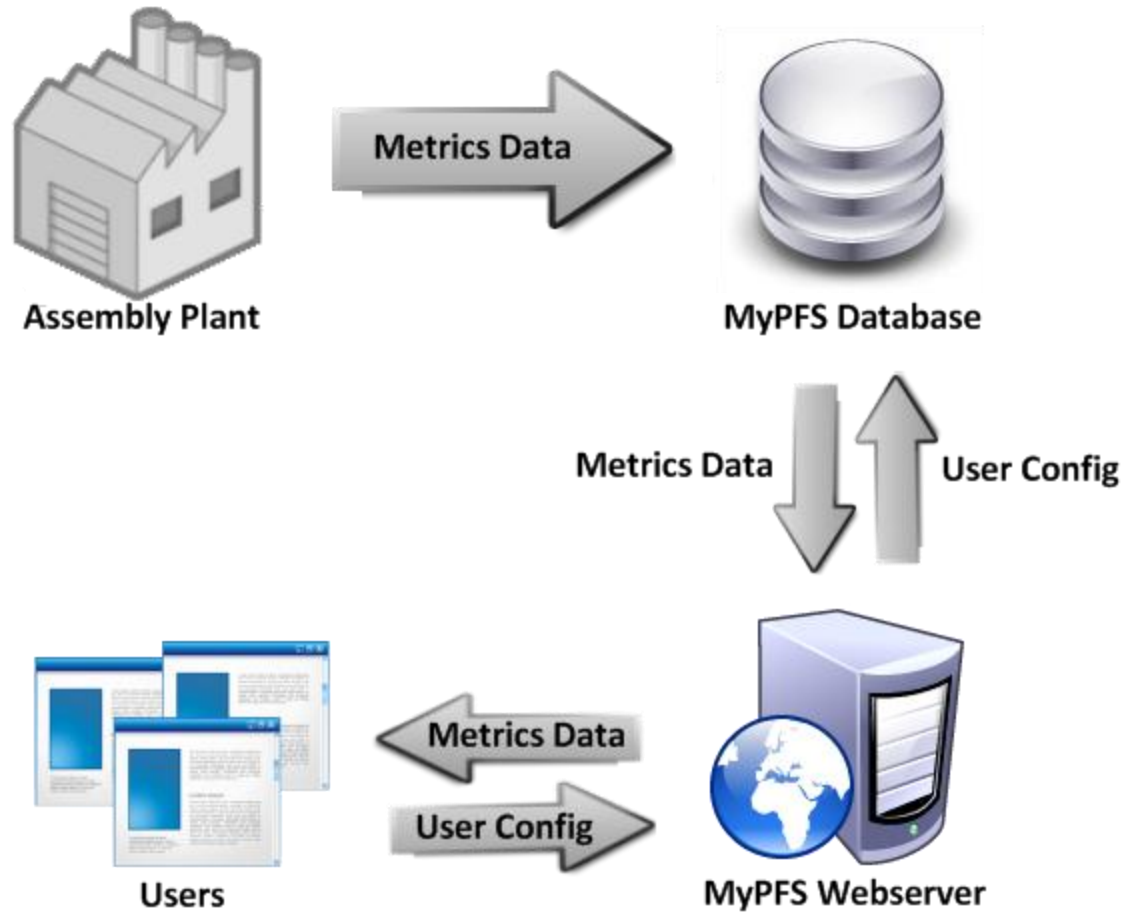 Metrics Data
Assembly Plant
MyPFS Database
Metrics Data
User Config
Metrics Data
User Config
Users
MyPFS Webserver